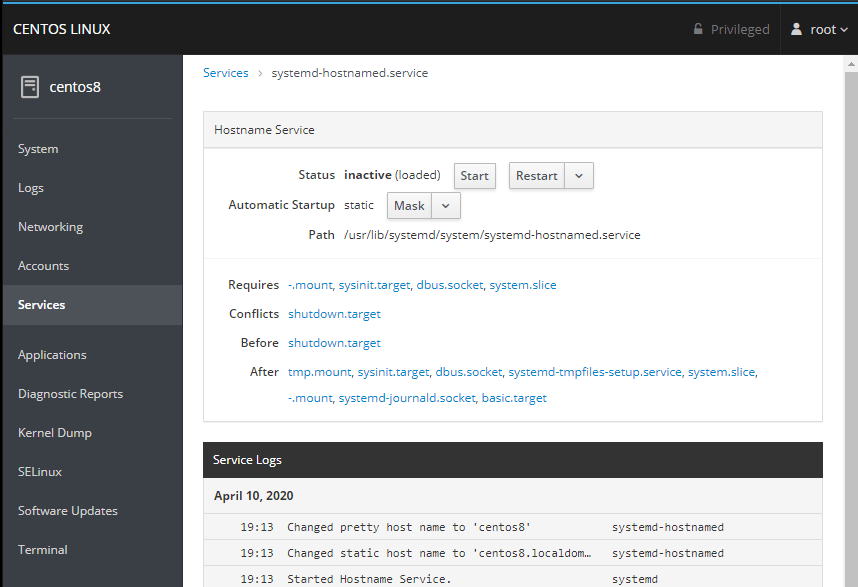 CENTOS LINUX
Privileged
root
centos8
System
Logs
Networking
Accounts
Services
Applications
Diagnostic Reports
Kernel Dump
SELinux
Software Updates
Terminal
Services > systemd-hostnamed.service
Hostname Service
Status inactive (loaded) Start Restart
Automatic Startup static Mask
Path /usr/lib/systemd/system/systemd-hostnamed.service
Requires -.mount, sysinit.target, dbus.socket, system.slice
Conflicts shutdown.target
Before shutdown.target
After tmp.mount, sysinit.target, dbus.socket, systemd-tmpfiles-setup.service, system.slice,
-.mount, systemd-journald.socket, basic.target
Service Logs
April 10, 2020
19:13 Changed pretty host name to 'centos8' systemd-hostnamed
19:13 Changed static host name to 'centos8.localdom… systemd-hostnamed
19:13 Started Hostname Service. systemd